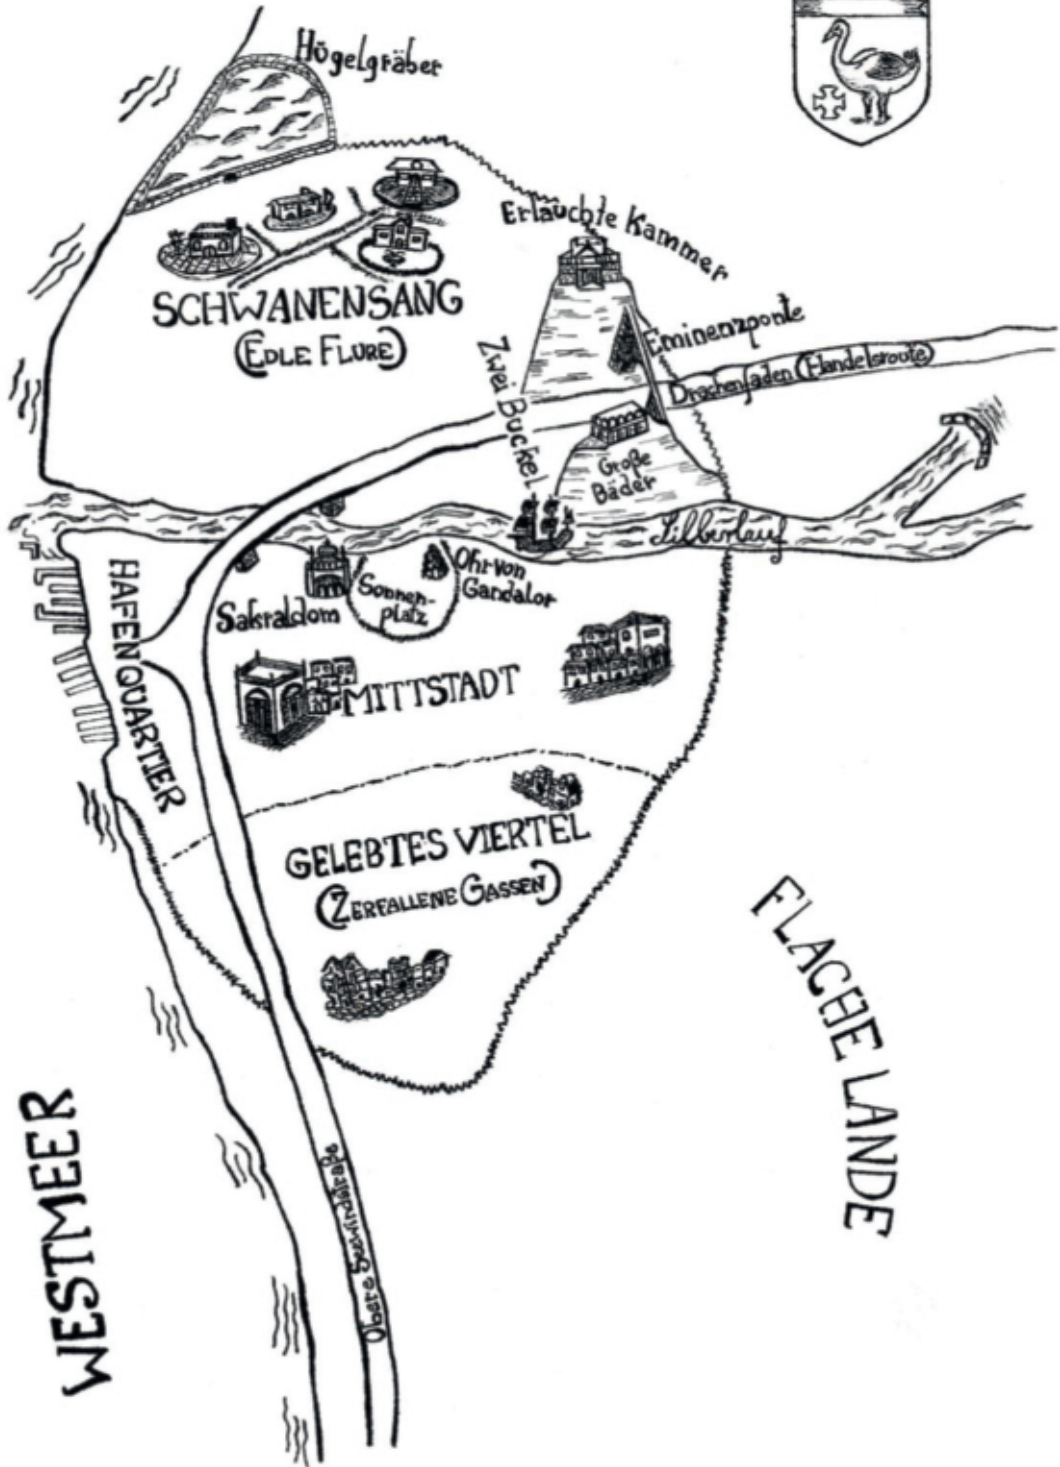 Hügelgräber
Erlauchte Kammer
SCHWANENSANG
(EDLE FLURE)
Zwei Buckel
Eminenzponte
Drachenfaden (Handelsroute)
Große
Bäder
Silberlauf
HAFENQUARTIER
Sakraldom
Sonnen-
platz
Ohr von
Gandalor
MITTSTADT
GELEBTES VIERTEL
(ZERFALLENE GASSEN)
FLACHE LANDE
WESTMEER
Obere Seewindstraße